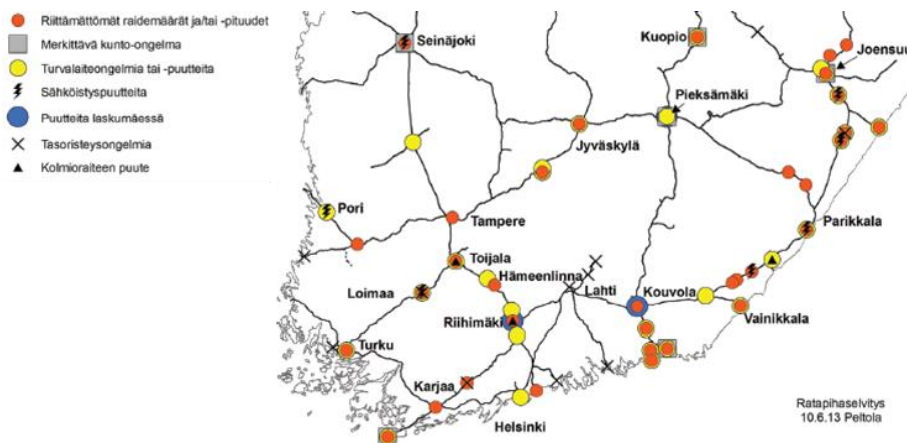 Riittämättömät raidemäärät ja/tai -pituudet
Merkittävä kunto-ongelma
Turvalaiteongelmia tai -puutteita
Sähköistyspuutteita
Puutteita laskumäessä
Tasoristeysongelmia
Kolmioraiteen puute
Seinäjoki
Kuopio
Joensuu
Pieksämäki
Jyväskylä
Pori
Tampere
Parikkala
Toijala
Hämeenlinna
Loimaa
Lahti
Kouvola
Riihimäki
Vainikkala
Turku
Karjaa
Helsinki
Ratapihaselvitys
10.6.13 Peltola